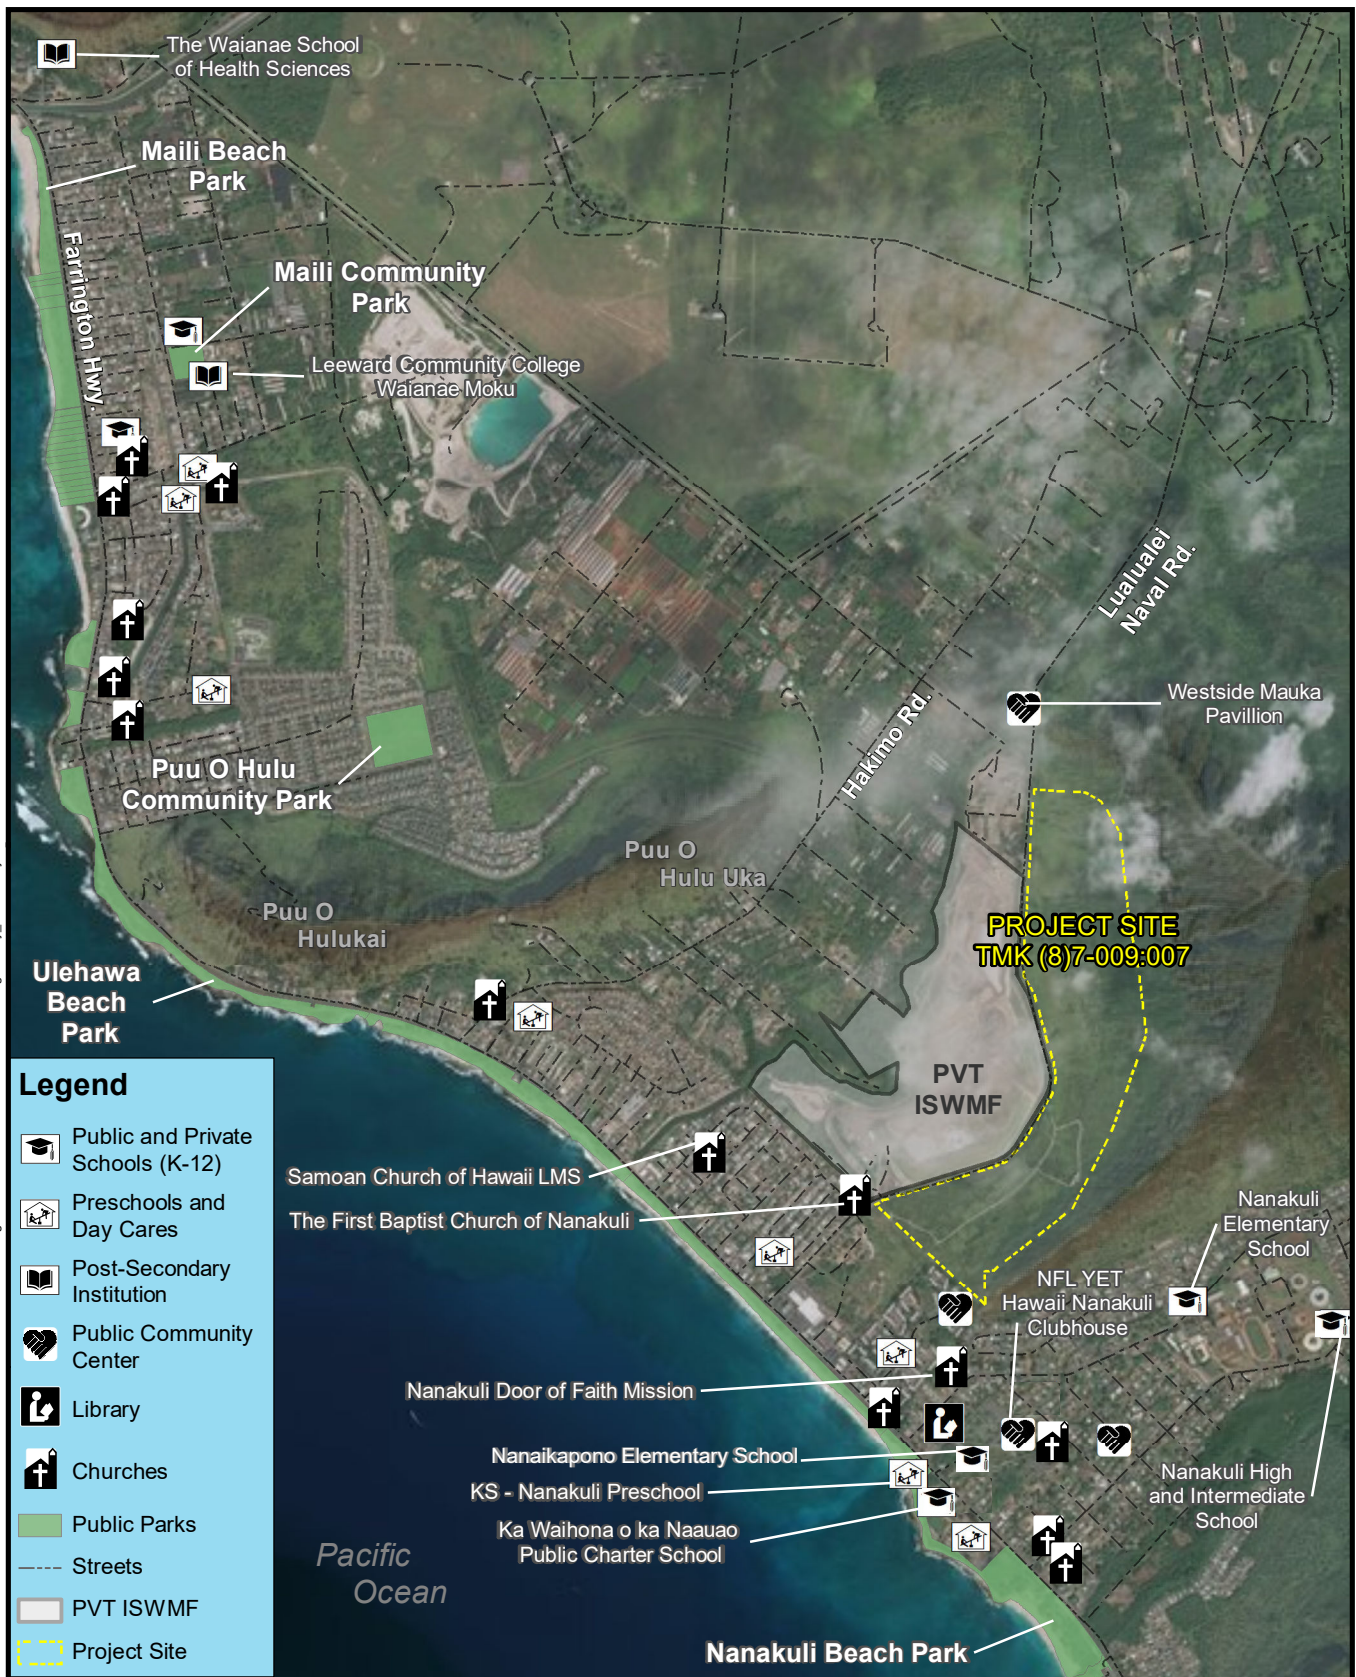 The Waianae School
of Health Sciences
Maili Beach
Park
Farrington Hwy.
Maili Community
Park
Leeward Community College
Waianae Moku
Lualualei
Naval Rd.
Hakimo Rd.
Westside Mauka
Pavillion
Puu O Hulu
Community Park
Puu O
Hulu Uka
Puu O
Hulukai
PROJECT SITE
TMK (8)7-009:007
Ulehawa
Beach
Park
PVT
ISWMF
Samoan Church of Hawaii LMS
The First Baptist Church of Nanakuli
Nanakuli
Elementary
School
NFL YET
Hawaii Nanakuli
Clubhouse
Nanakuli Door of Faith Mission
Nanaikapono Elementary School
KS - Nanakuli Preschool
Ka Waihona o ka Naauao
Public Charter School
Nanakuli High
and Intermediate
School
Pacific
Ocean
Nanakuli Beach Park
Legend
Public and Private
Schools (K-12)
Preschools and
Day Cares
Post-Secondary
Institution
Public Community
Center
Library
Churches
Public Parks
Streets
PVT ISWMF
Project Site